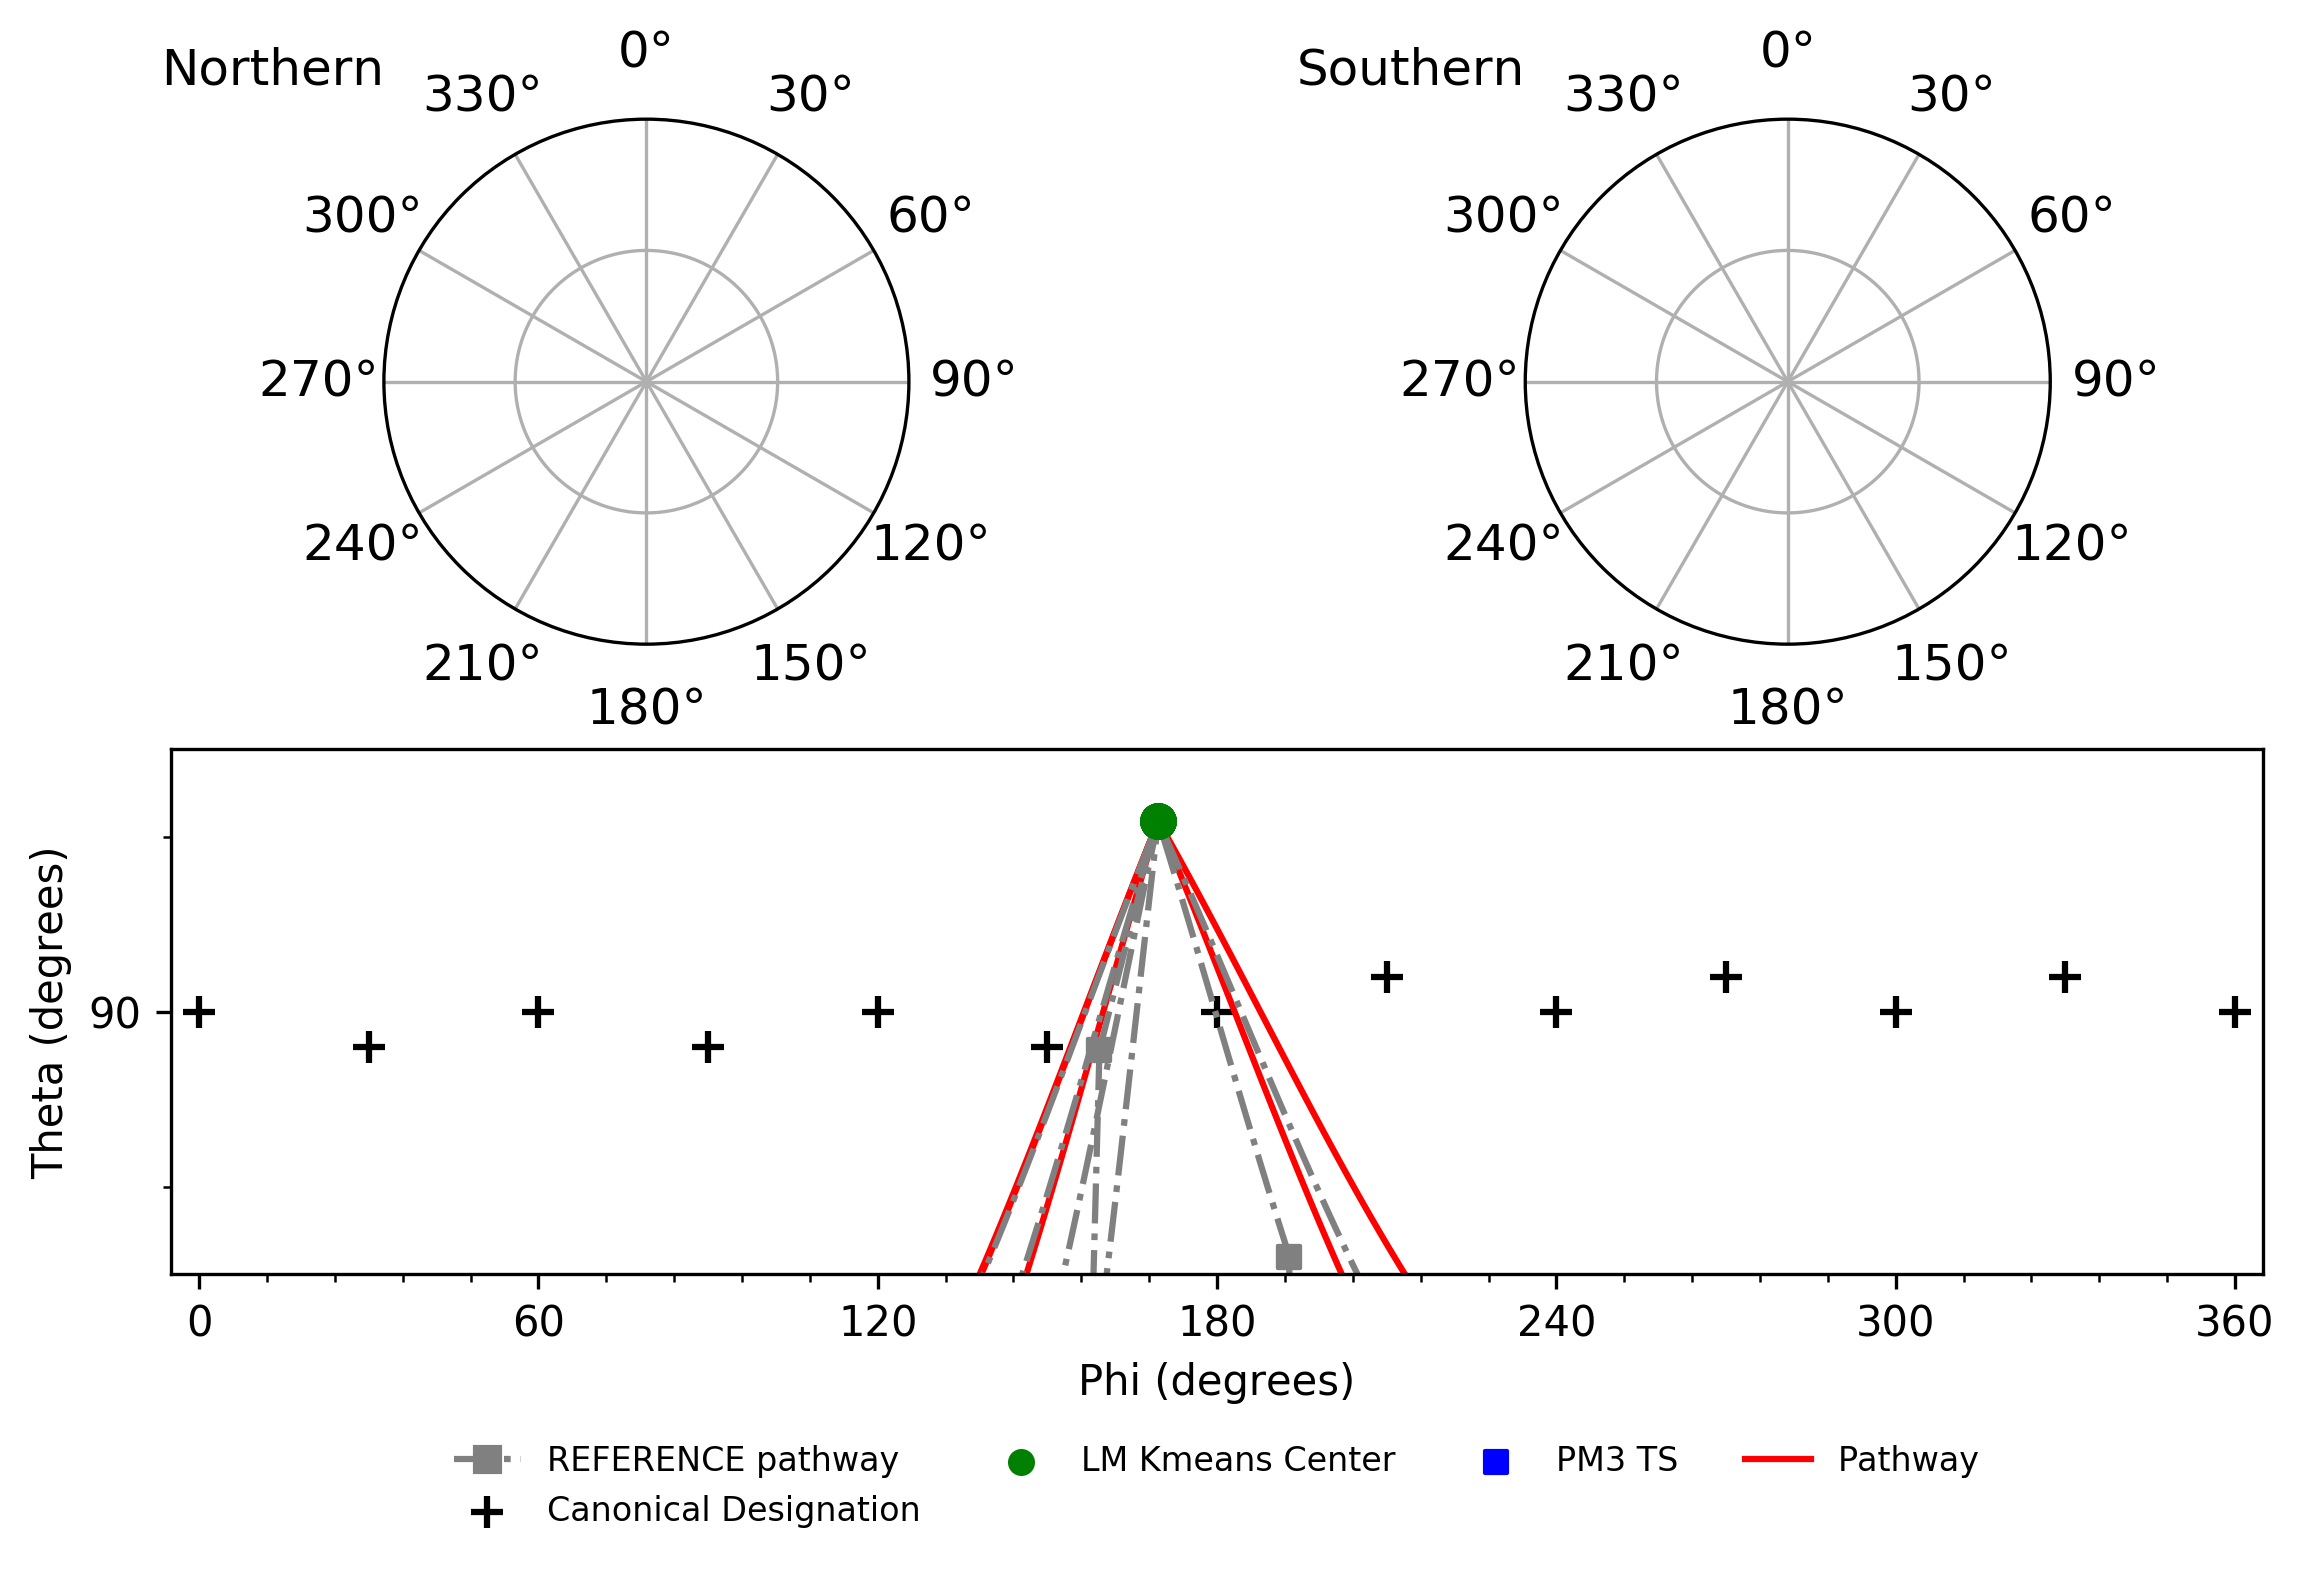 Northern
0°
30°
60°
90°
120°
150°
180°
210°
240°
270°
300°
330°
Southern
0°
30°
60°
90°
120°
150°
180°
210°
240°
270°
300°
330°
Theta (degrees)
90
0 60 120 180 240 300 360
Phi (degrees)
REFERENCE pathway
Canonical Designation
LM Kmeans Center
PM3 TS
Pathway